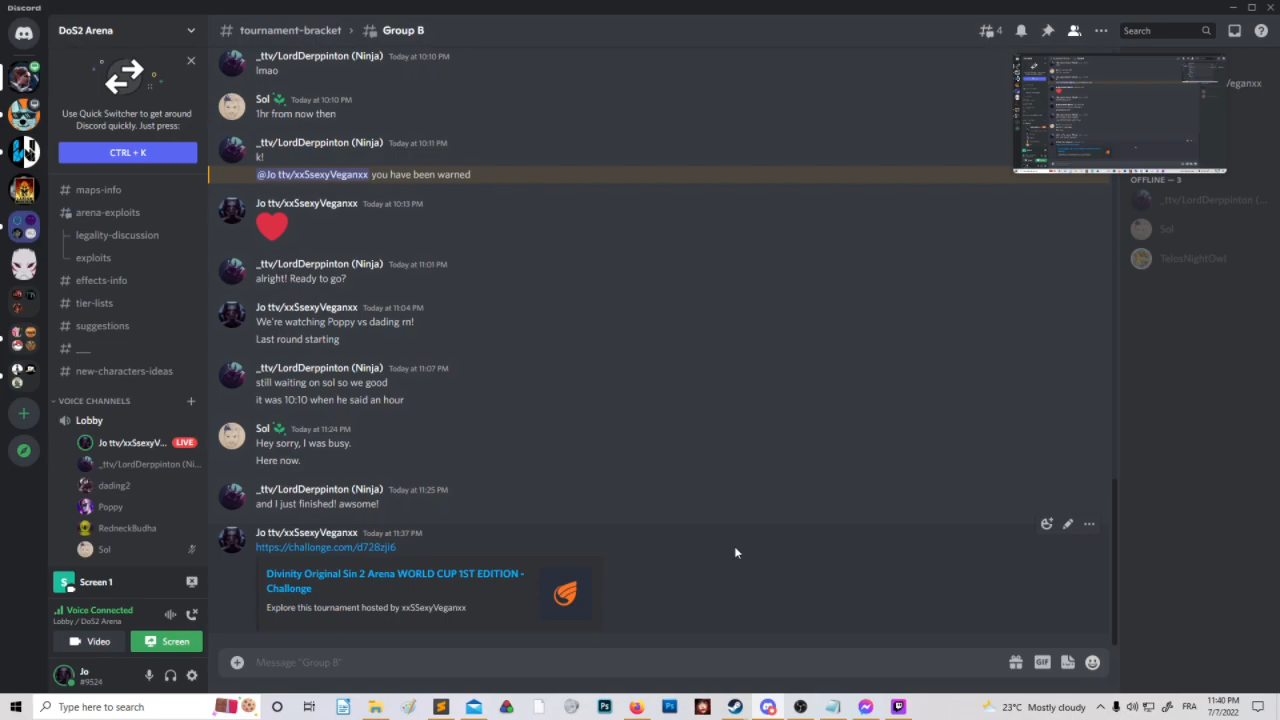 Discord
DoS2 Arena
tournament-bracket > Group B
4
Search
Use Quick Switcher to get around
Discord quickly. Just press:
CTRL + K
maps-info
arena-exploits
legality-discussion
exploits
effects-info
tier-lists
suggestions
new-characters-ideas
VOICE CHANNELS
Lobby
Jo ttv/xxSsexyV... LIVE
_ttv/LordDerppinton (Ni...
dading2
Poppy
RedneckBudha
Sol
Screen 1
Voice Connected
Lobby / DoS2 Arena
Video
Screen
Jo
#9524
_ttv/LordDerppinton (Ninja) Today at 10:10 PM
lmao
Sol Today at 10:10 PM
1hr from now th
_ttv/LordDerppinton (Ninja) Today at 10:11 PM
k!
@Jo ttv/xxSsexyVeganxx you have been warned
Jo ttv/xxSsexyVeganxx Today at 10:13 PM
_ttv/LordDerppinton (Ninja) Today at 11:01 PM
alright! Ready to go?
Jo ttv/xxSsexyVeganxx Today at 11:04 PM
We're watching Poppy vs dading rn!
Last round starting
_ttv/LordDerppinton (Ninja) Today at 11:07 PM
still waiting on sol so we good
it was 10:10 when he said an hour
Sol Today at 11:24 PM
Hey sorry, I was busy.
Here now.
_ttv/LordDerppinton (Ninja) Today at 11:25 PM
and I just finished! awsome!
Jo ttv/xxSsexyVeganxx Today at 11:37 PM
https://challonge.com/d728zji6
Divinity Original Sin 2 Arena WORLD CUP 1ST EDITION -
Challonge
Explore this tournament hosted by xxSSexyVeganxx
Message "Group B"
GIF
/eganxx
OFFLINE — 3
_ttv/LordDerppinton (...
Sol
TelosNightOwl
Type here to search
23°C Mostly cloudy
FRA
11:40 PM
7/7/2022